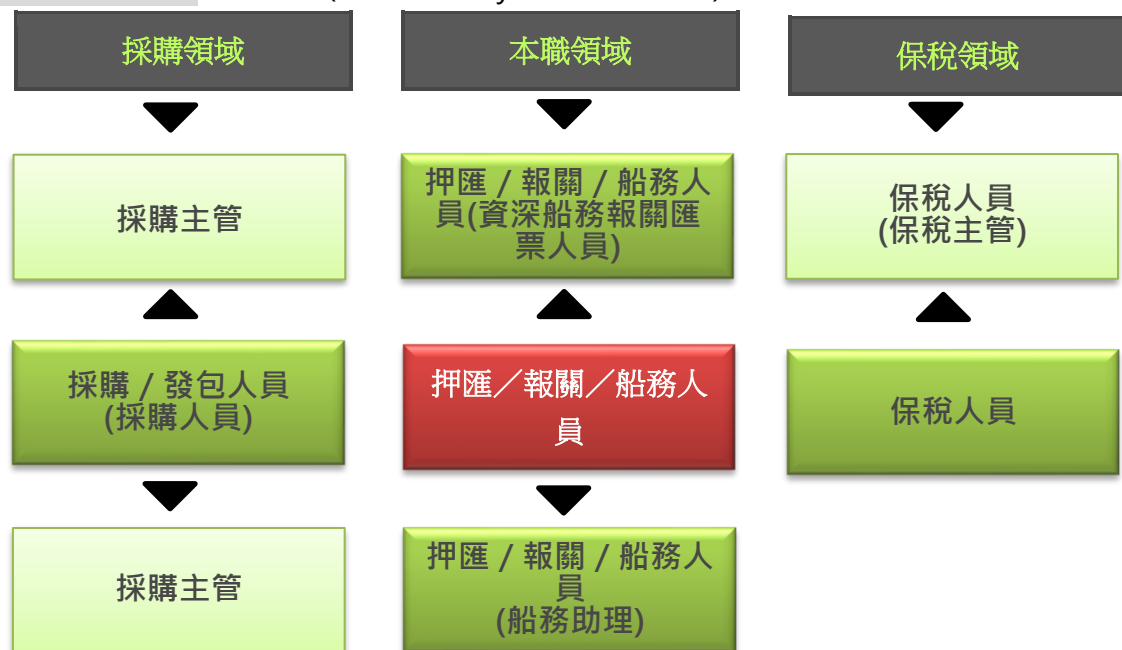 採購領域
本職領域
保稅領域
採購主管
押匯 / 報關 / 船務人
員(資深船務報關匯
票人員)
保稅人員
(保稅主管)
採購 / 發包人員
(採購人員)
押匯／報關／船務人
員
保稅人員
採購主管
押匯 / 報關 / 船務人
員
(船務助理)